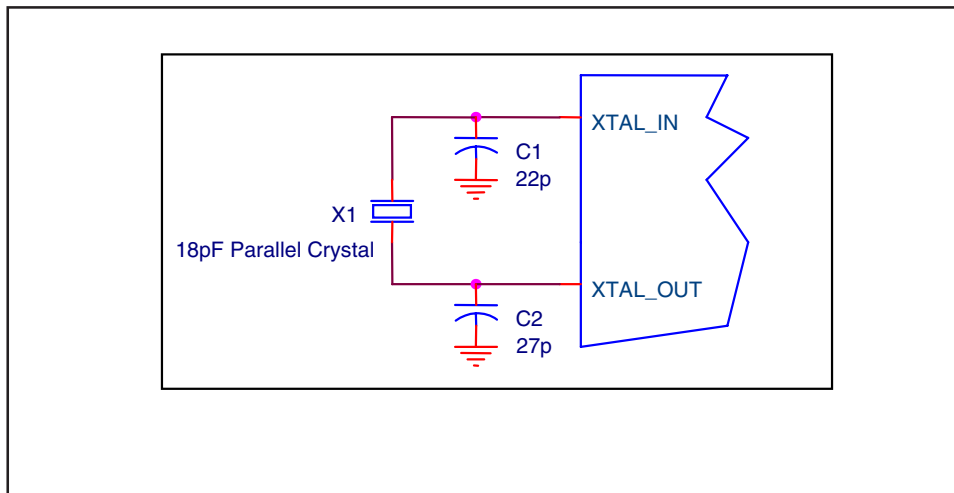 XTAL_IN
C1
22p
X1
18pF Parallel Crystal
XTAL_OUT
C2
27p